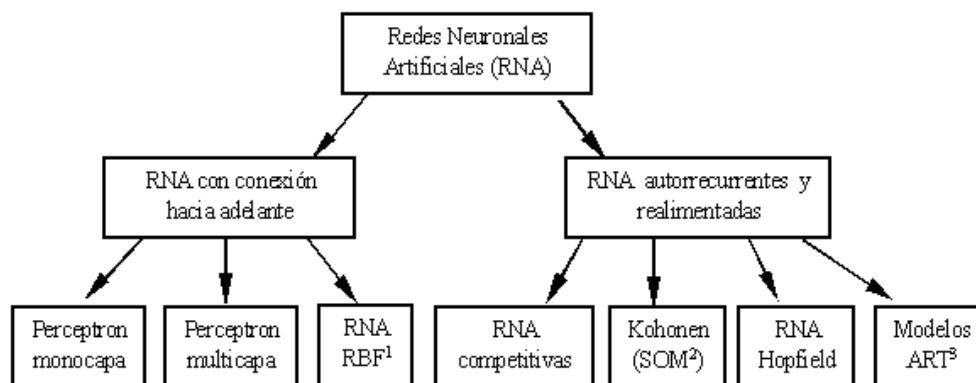 Redes Neuronales
Artificiales (RNA)
RNA con conexión
hacia adelante
RNA autorrecurrentes y
realimentadas
Perceptron
monocapa
Perceptron
multicapa
RNA
RBF¹
RNA
competitivas
Kohonen
(SOM²)
RNA
Hopfield
Modelos
ART³